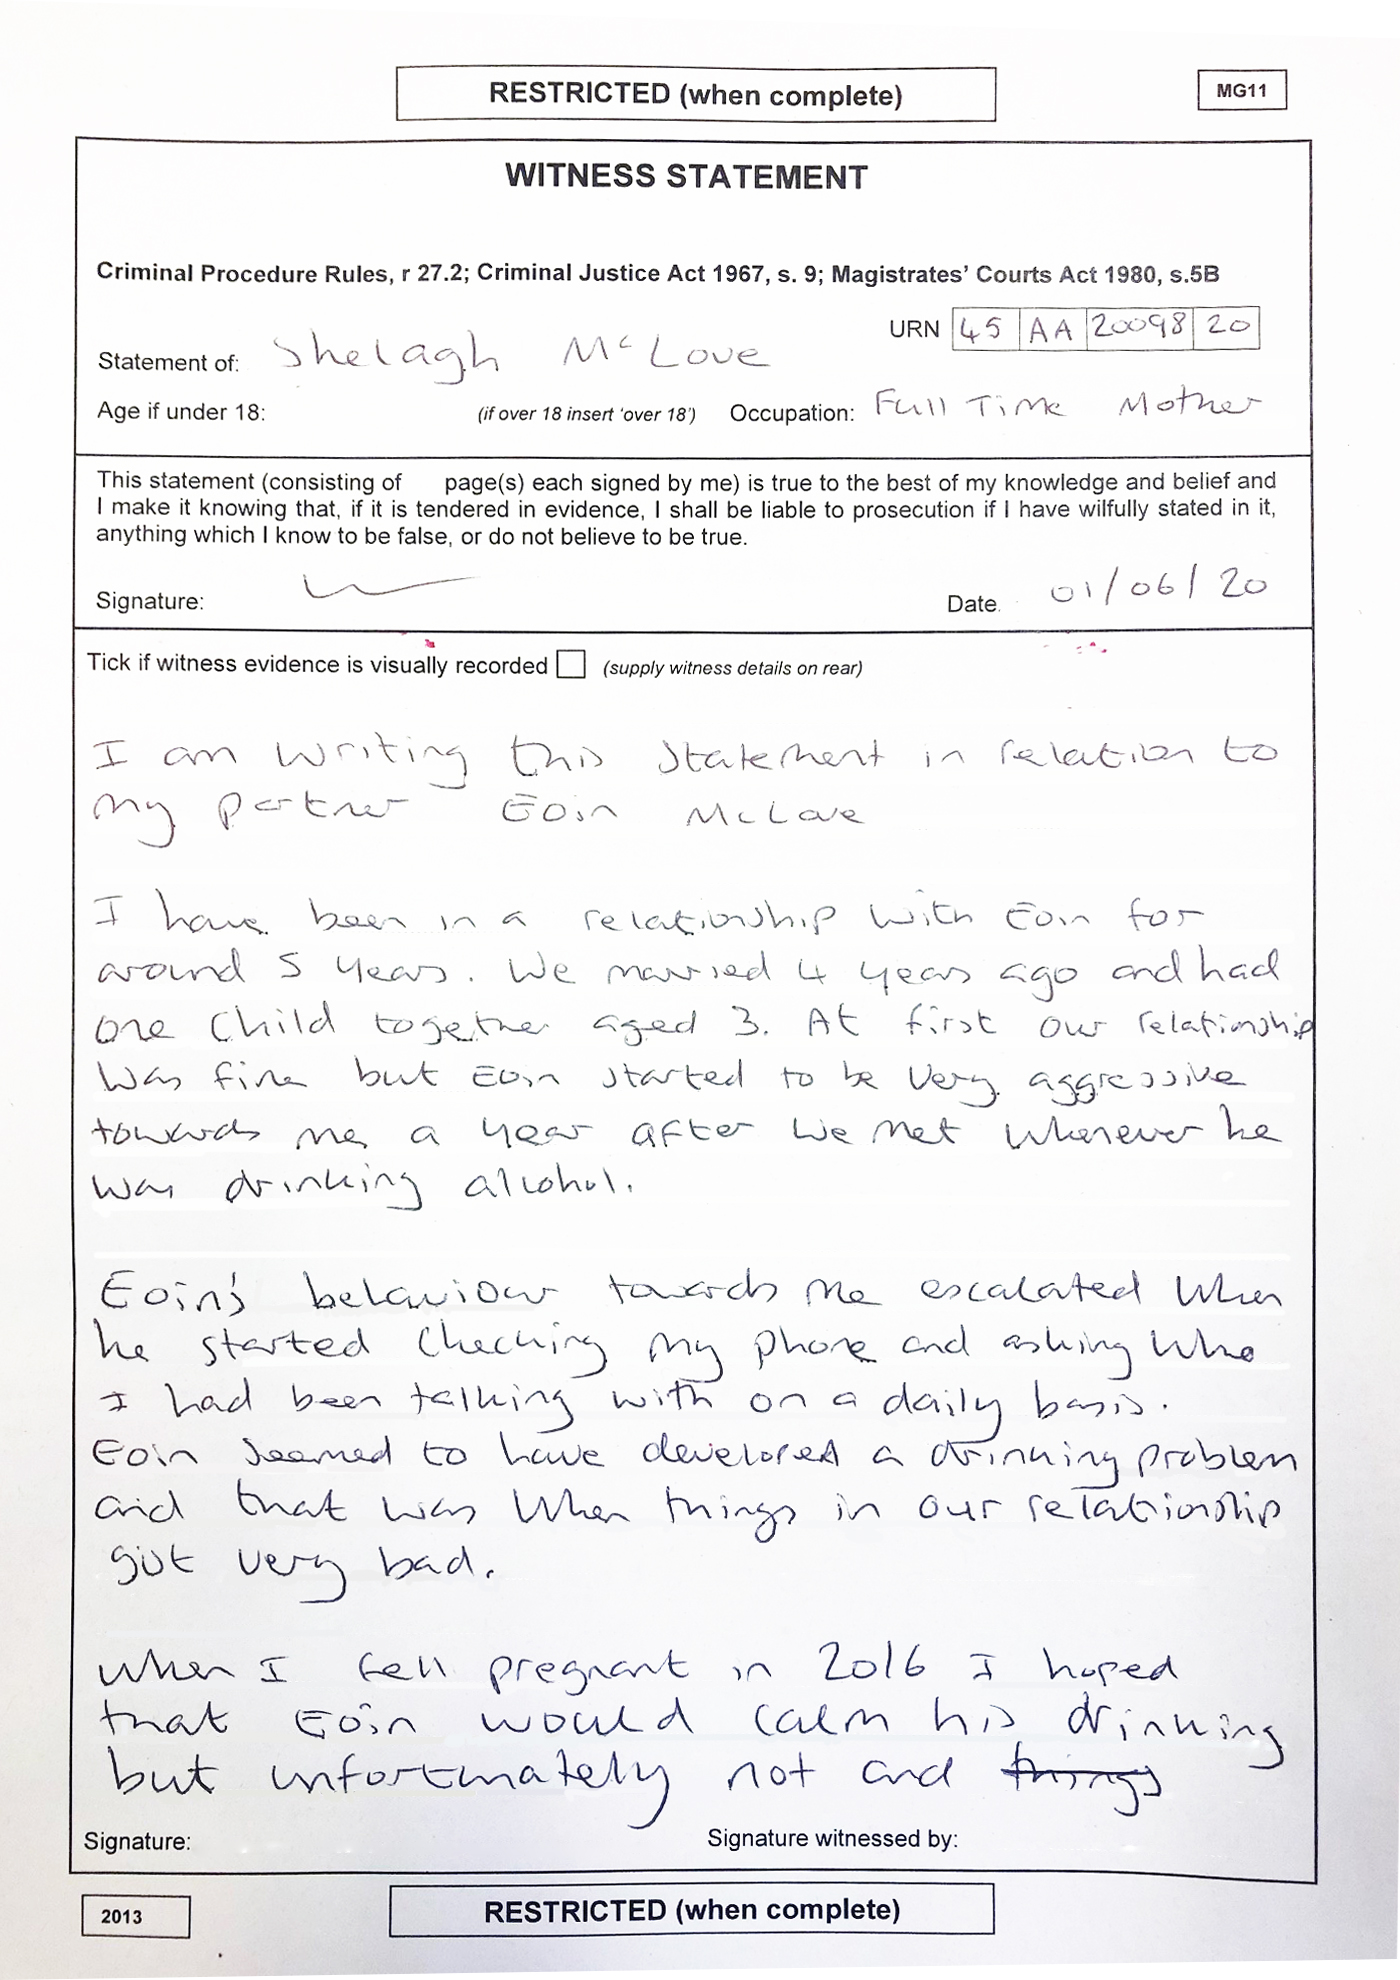 RESTRICTED (when complete)
MG11
WITNESS STATEMENT
Criminal Procedure Rules, r 27.2; Criminal Justice Act 1967, s. 9; Magistrates' Courts Act 1980, s.5B
URN 45 AA 20098 20
Statement of: Shelagh McLove
Age if under 18: (if over 18 insert 'over 18') Occupation: Full Time Mother
This statement (consisting of page(s) each signed by me) is true to the best of my knowledge and belief and
I make it knowing that, if it is tendered in evidence, I shall be liable to prosecution if I have wilfully stated in it,
anything which I know to be false, or do not believe to be true.
Signature:
Date 01/06/20
Tick if witness evidence is visually recorded (supply witness details on rear)
I am writing this statement in relation to
my partner Eoin McLove
I have been in a relationship with Eoin for
around 5 years. We married 4 years ago and had
one child together aged 3. At first our relationship
was fine but Eoin started to be very aggressive
towards me a year after we met whenever he
was drinking alcohol.
Eoin's behaviour towards me escalated when
he started checking my phone and asking who
I had been talking with on a daily basis.
Eoin seemed to have developed a drinking problem
and that was when things in our relationship
got very bad.
When I fell pregnant in 2016 I hoped
that Eoin would calm his drinking
but unfortunately not and things
Signature: Signature witnessed by:
2013
RESTRICTED (when complete)